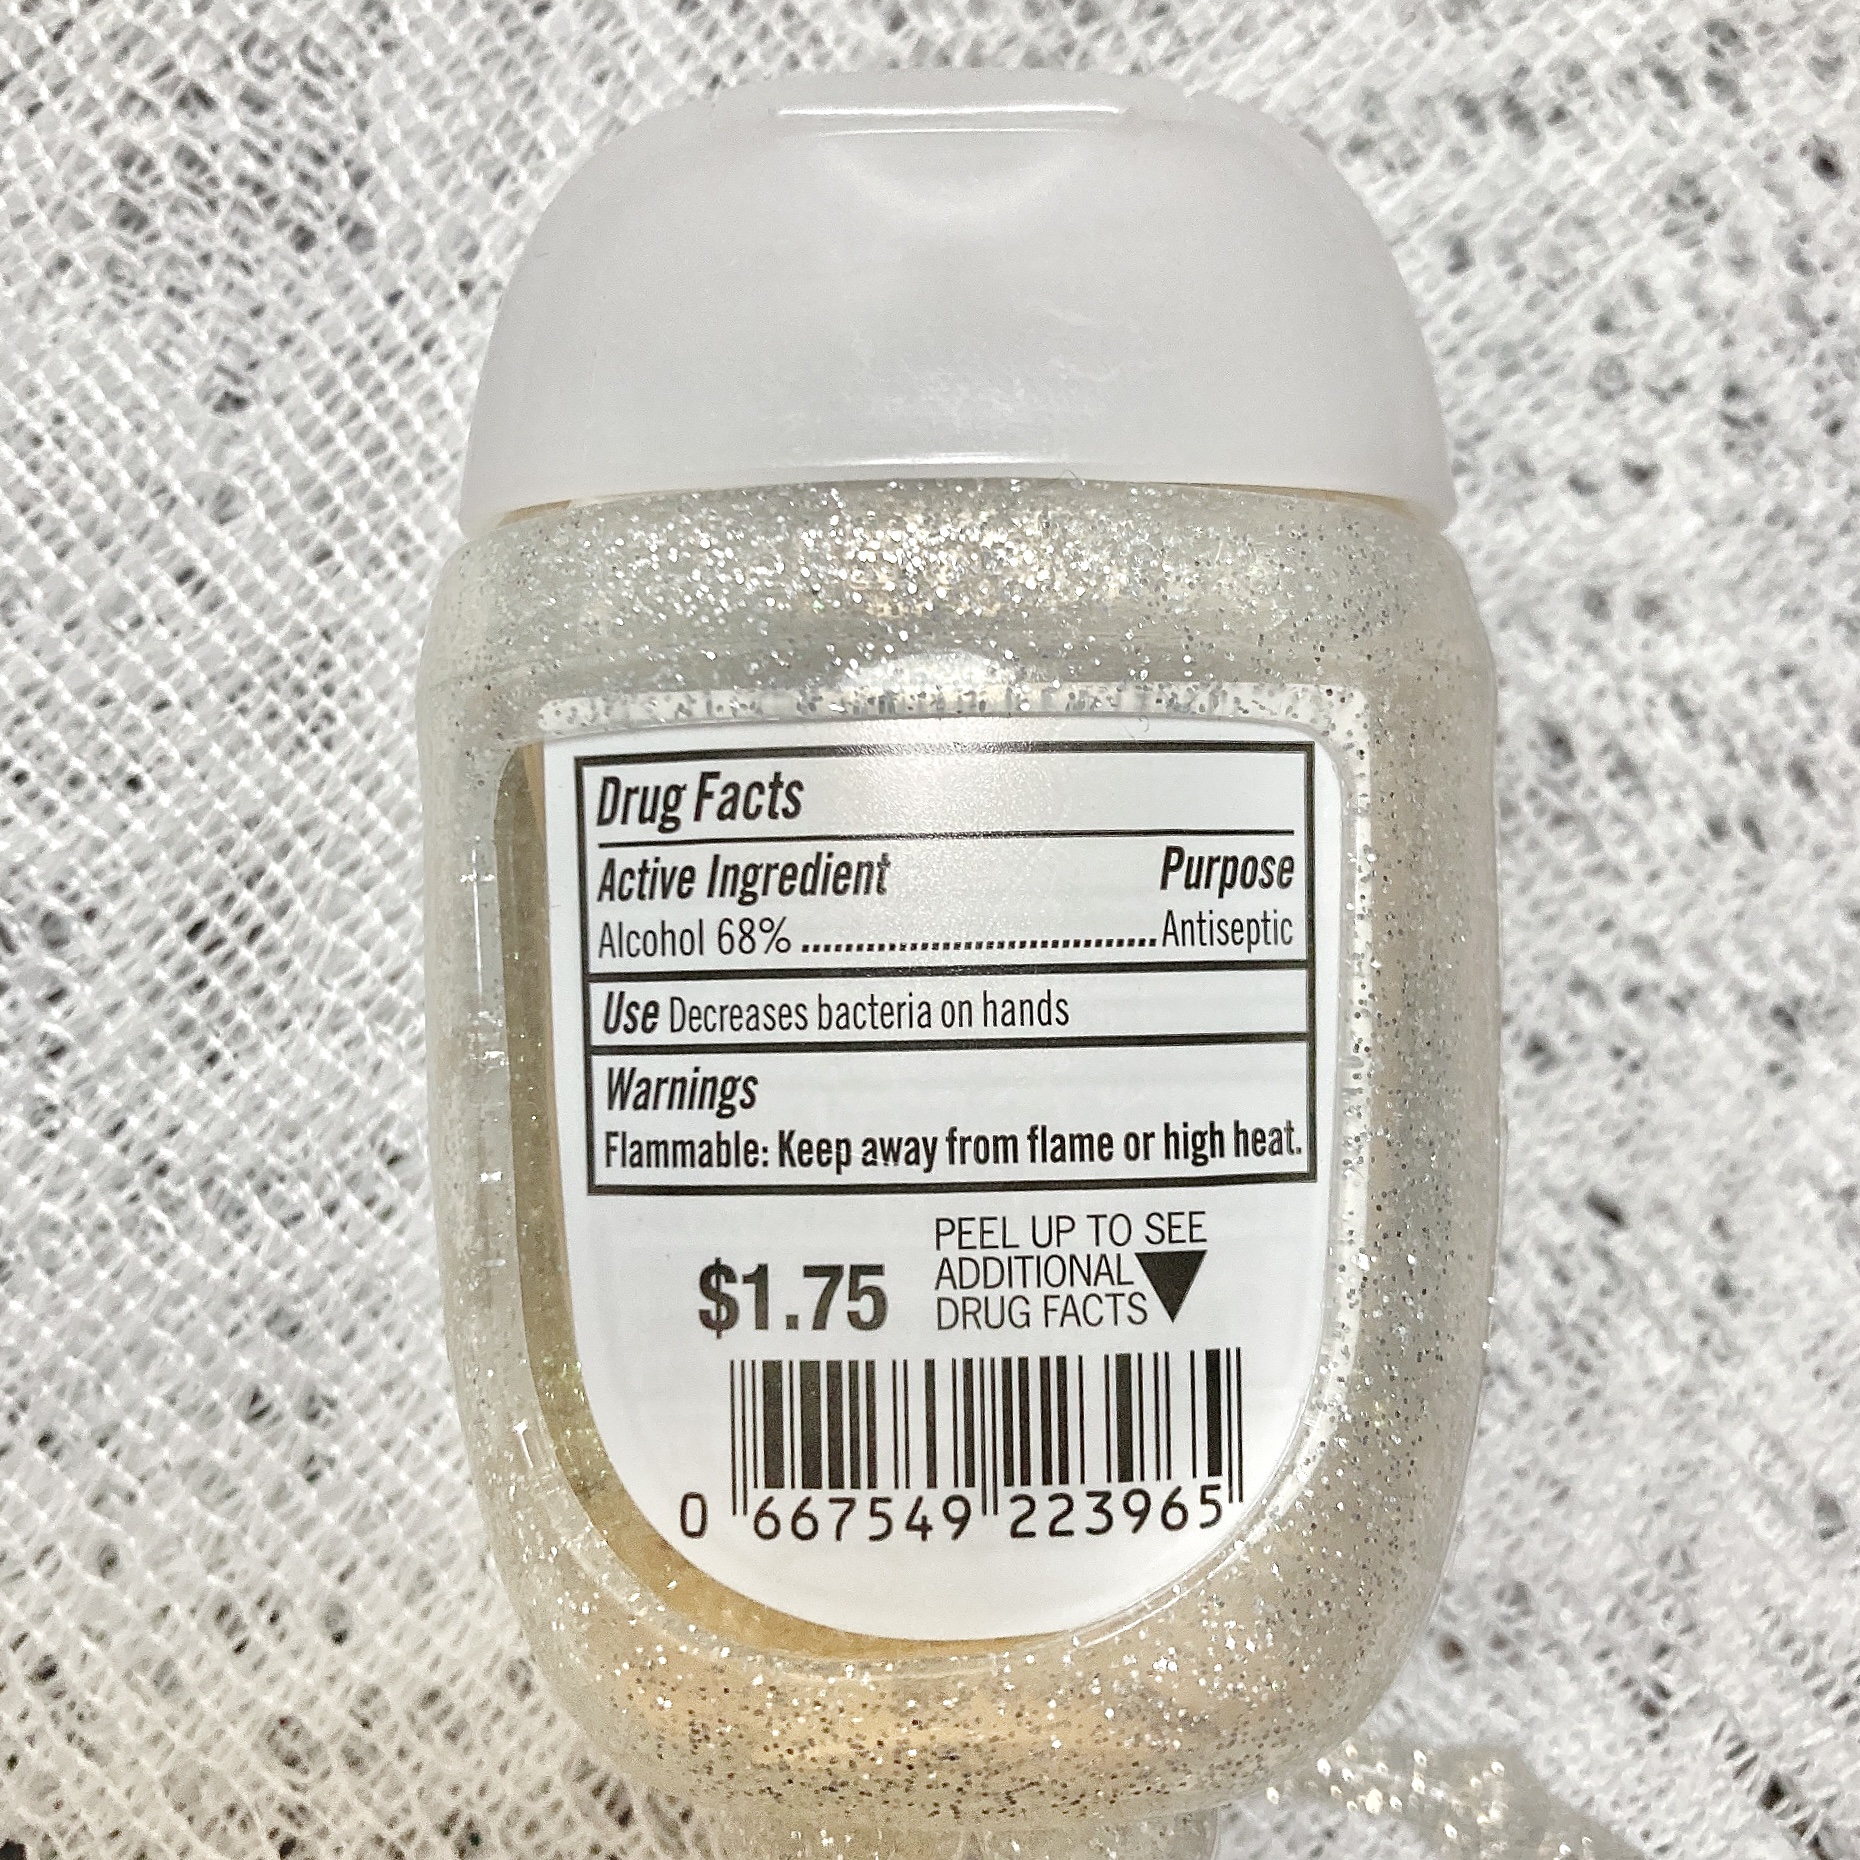 Drug Facts
Active Ingredient Purpose
Alcohol 68% ........................................ Antiseptic
Use Decreases bacteria on hands
Warnings
Flammable: Keep away from flame or high heat.
$1.75
PEEL UP TO SEE
ADDITIONAL
DRUG FACTS
0 667549 223965